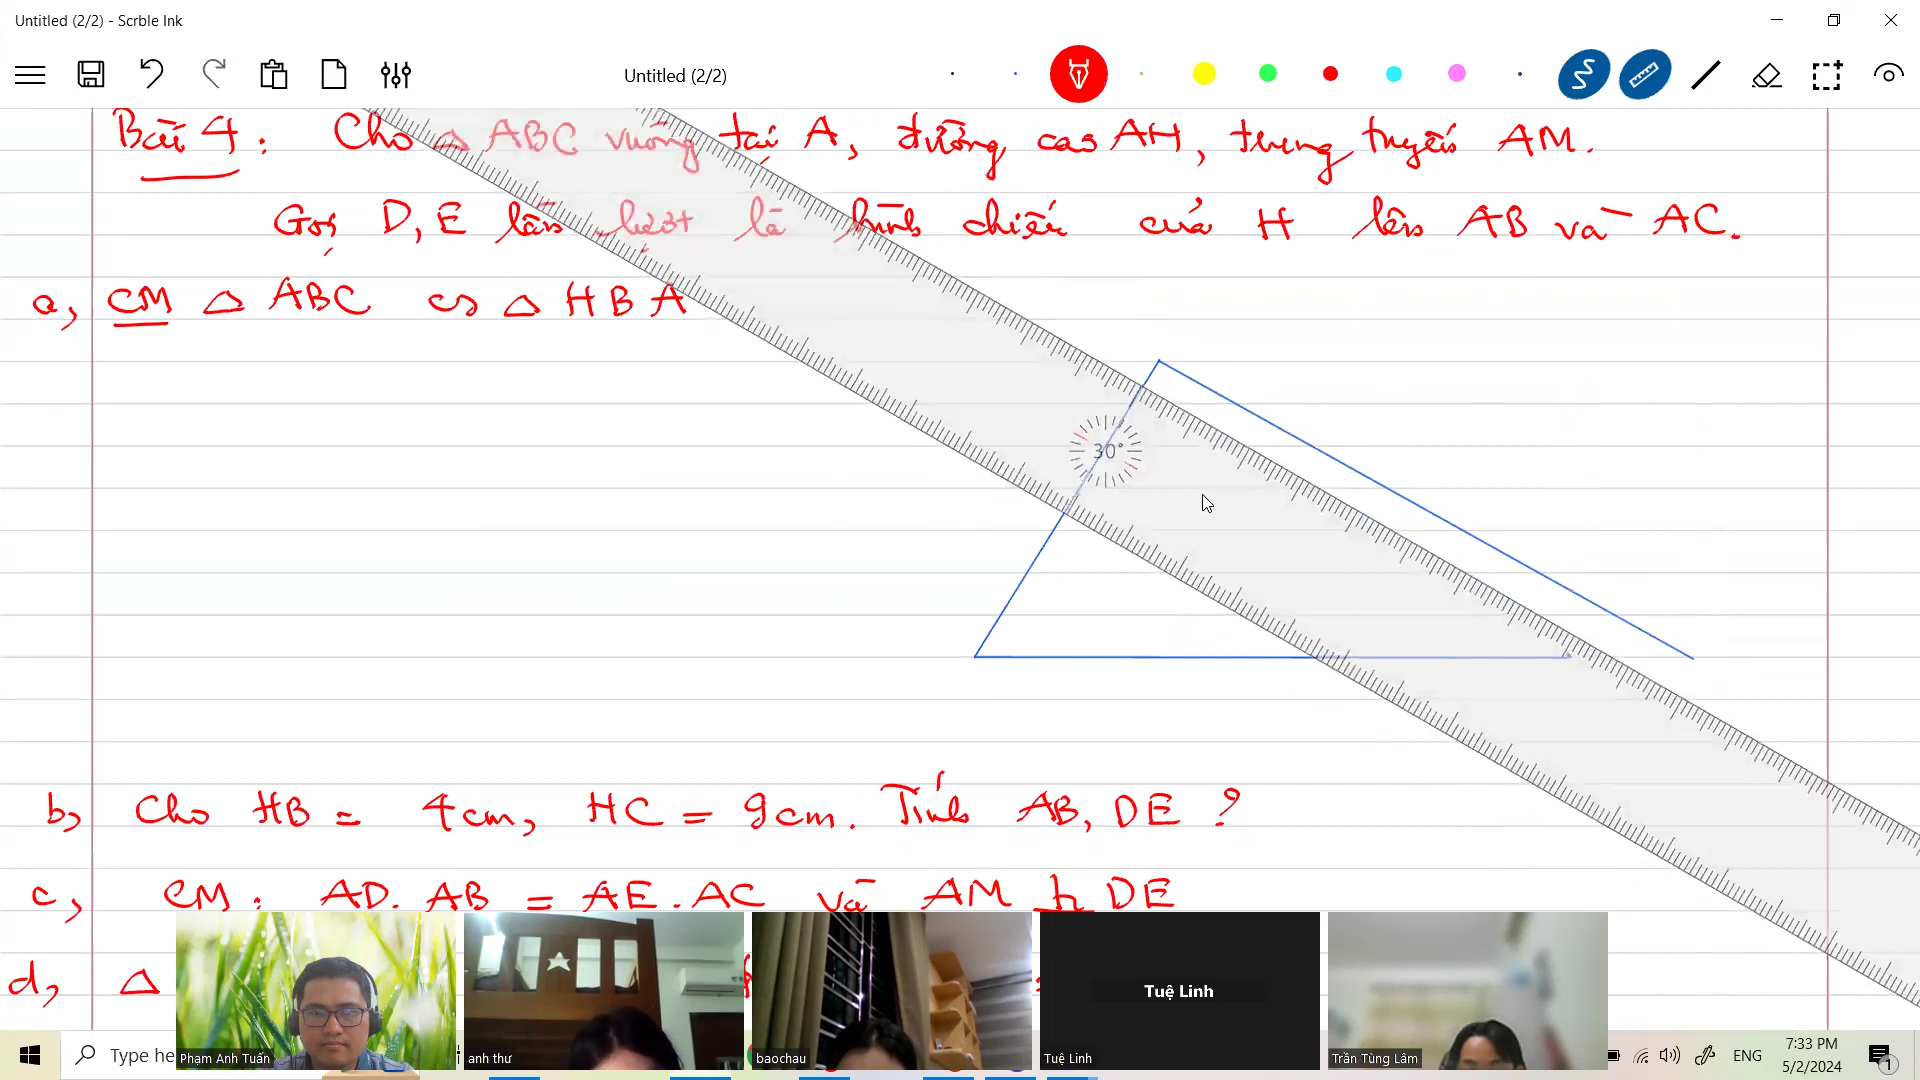 Untitled (2/2) - Scrble Ink
Untitled (2/2)
Bài 4: Cho △ ABC vuông tại A, đường cao AH, trung tuyến AM.
Gọi D, E lần lượt là hình chiếu của H lên AB và AC.
a, CM △ ABC ∽ △ HBA
30°
b, Cho HB = 4cm, HC = 9cm. Tính AB, DE ?
c, CM: AD. AB = AE. AC và AM ⊥ DE
d, △
Phạm Anh Tuấn
anh thư
baochau
Tuệ Linh
Tuệ Linh
Trần Tùng Lâm
Type he
ENG
7:33 PM
5/2/2024
1